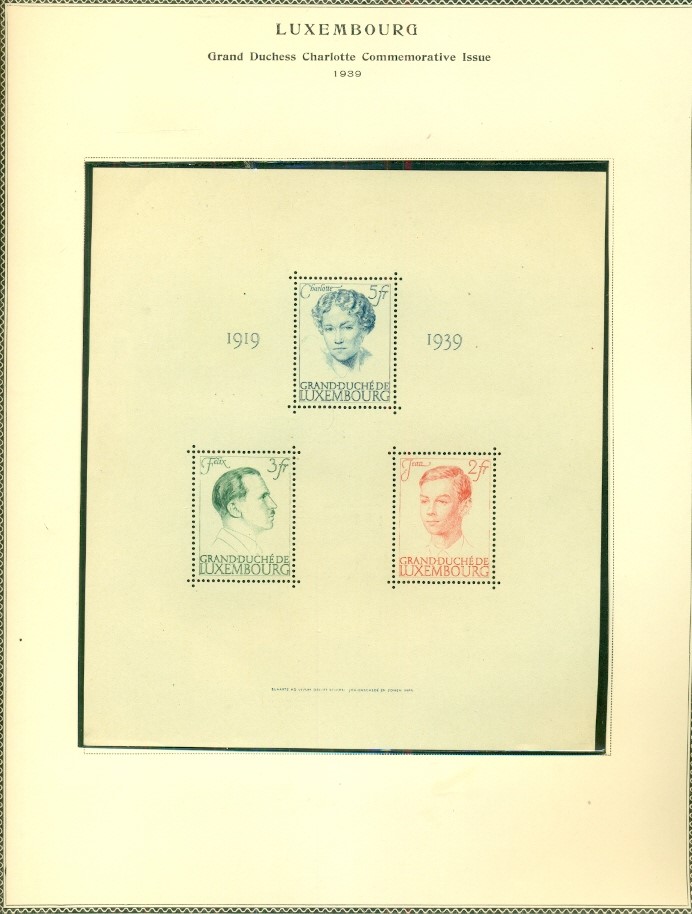 LUXEMBOURG
Grand Duchess Charlotte Commemorative Issue
1939
Charlotte 5fr
1919 1939
GRAND-DUCHÉ DE
LUXEMBOURG
Félix 3fr
GRAND-DUCHÉ DE
LUXEMBOURG
Jean 2fr
GRAND-DUCHÉ DE
LUXEMBOURG